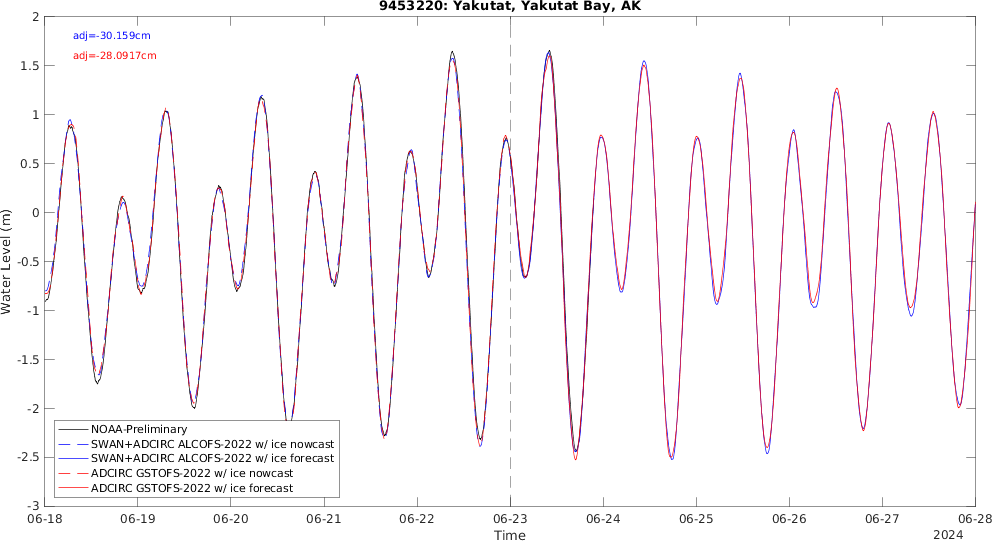 9453220: Yakutat, Yakutat Bay, AK
adj=-30.159cm
adj=-28.0917cm
2
1.5
1
0.5
0
-0.5
-1
-1.5
-2
-2.5
-3
Water Level (m)
NOAA-Preliminary
SWAN+ADCIRC ALCOFS-2022 w/ ice nowcast
SWAN+ADCIRC ALCOFS-2022 w/ ice forecast
ADCIRC GSTOFS-2022 w/ ice nowcast
ADCIRC GSTOFS-2022 w/ ice forecast
06-18 06-19 06-20 06-21 06-22 06-23 06-24 06-25 06-26 06-27 06-28
Time
2024